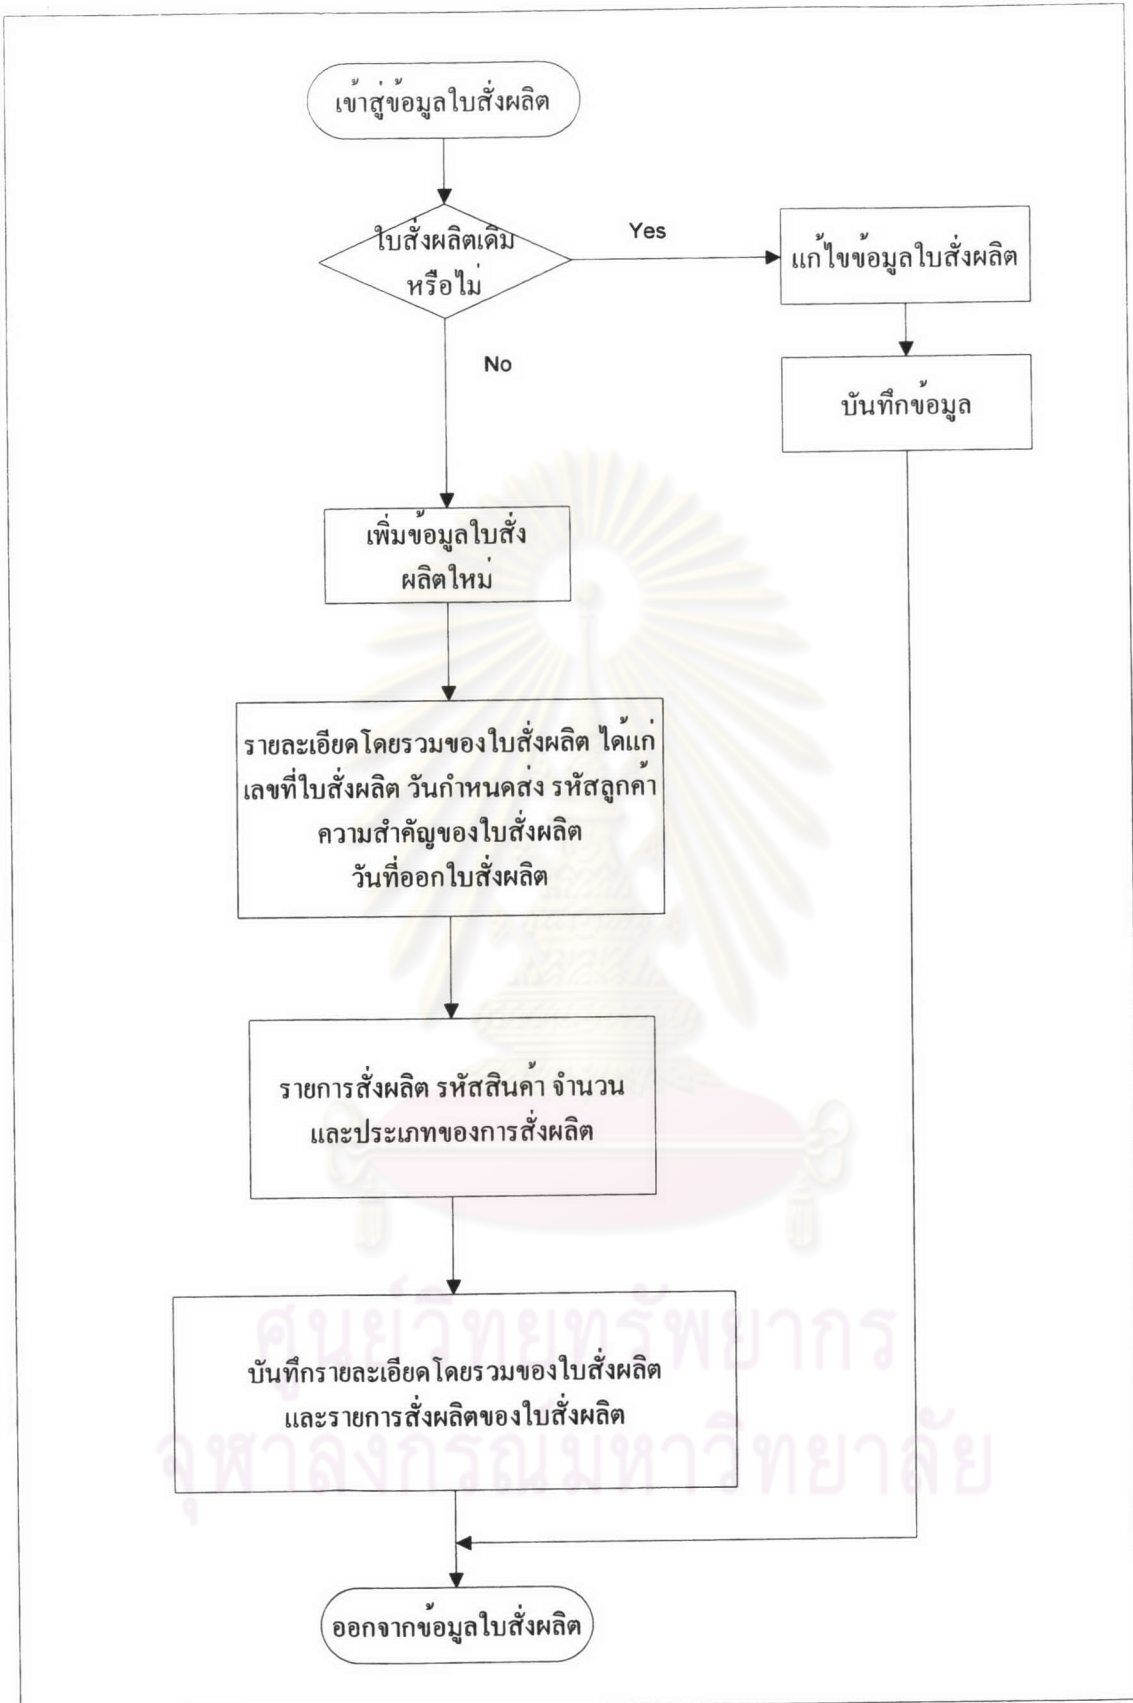 เข้าสู่ข้อมูลใบสั่งผลิต
ใบสั่งผลิตเดิม
หรือไม่
Yes
แก้ไขข้อมูลใบสั่งผลิต
บันทึกข้อมูล
No
เพิ่มข้อมูลใบสั่ง
ผลิตใหม่
รายละเอียดโดยรวมของใบสั่งผลิต ได้แก่
เลขที่ใบสั่งผลิต วันกำหนดส่ง รหัสลูกค้า
ความสำคัญของใบสั่งผลิต
วันที่ออกใบสั่งผลิต
รายการสั่งผลิต รหัสสินค้า จำนวน
และประเภทของการสั่งผลิต
บันทึกรายละเอียดโดยรวมของใบสั่งผลิต
และรายการสั่งผลิตของใบสั่งผลิต
ออกจากข้อมูลใบสั่งผลิต
ศูนย์วิทยทรัพยากร
จุฬาลงกรณ์มหาวิทยาลัย